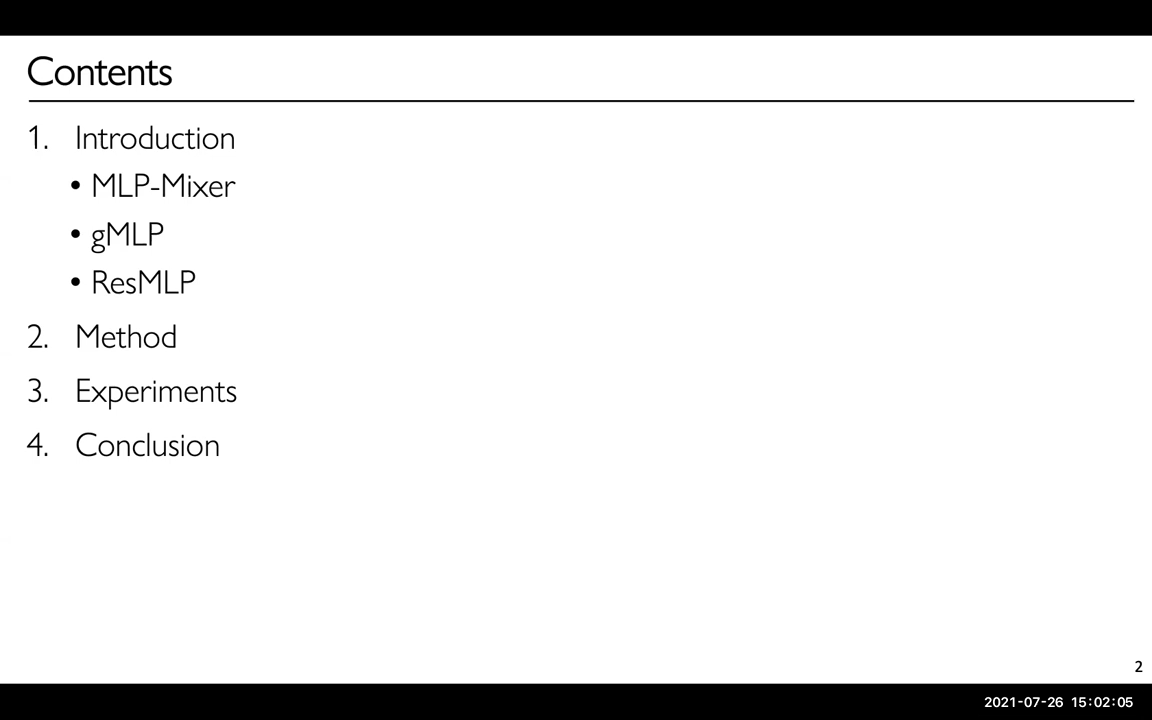 Contents
1. Introduction
• MLP-Mixer
• gMLP
• ResMLP
2. Method
3. Experiments
4. Conclusion
2
2021-07-26 15:02:05